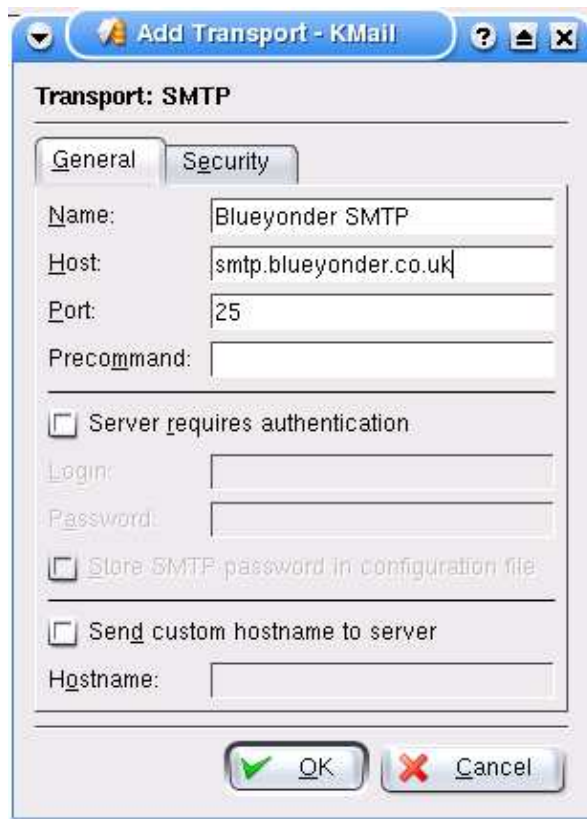 Add Transport - KMail
Transport: SMTP
General Security
Name: Blueyonder SMTP
Host: smtp.blueyonder.co.uk
Port: 25
Precommand:
Server requires authentication
Login:
Password:
Store SMTP password in configuration file
Send custom hostname to server
Hostname:
OK Cancel